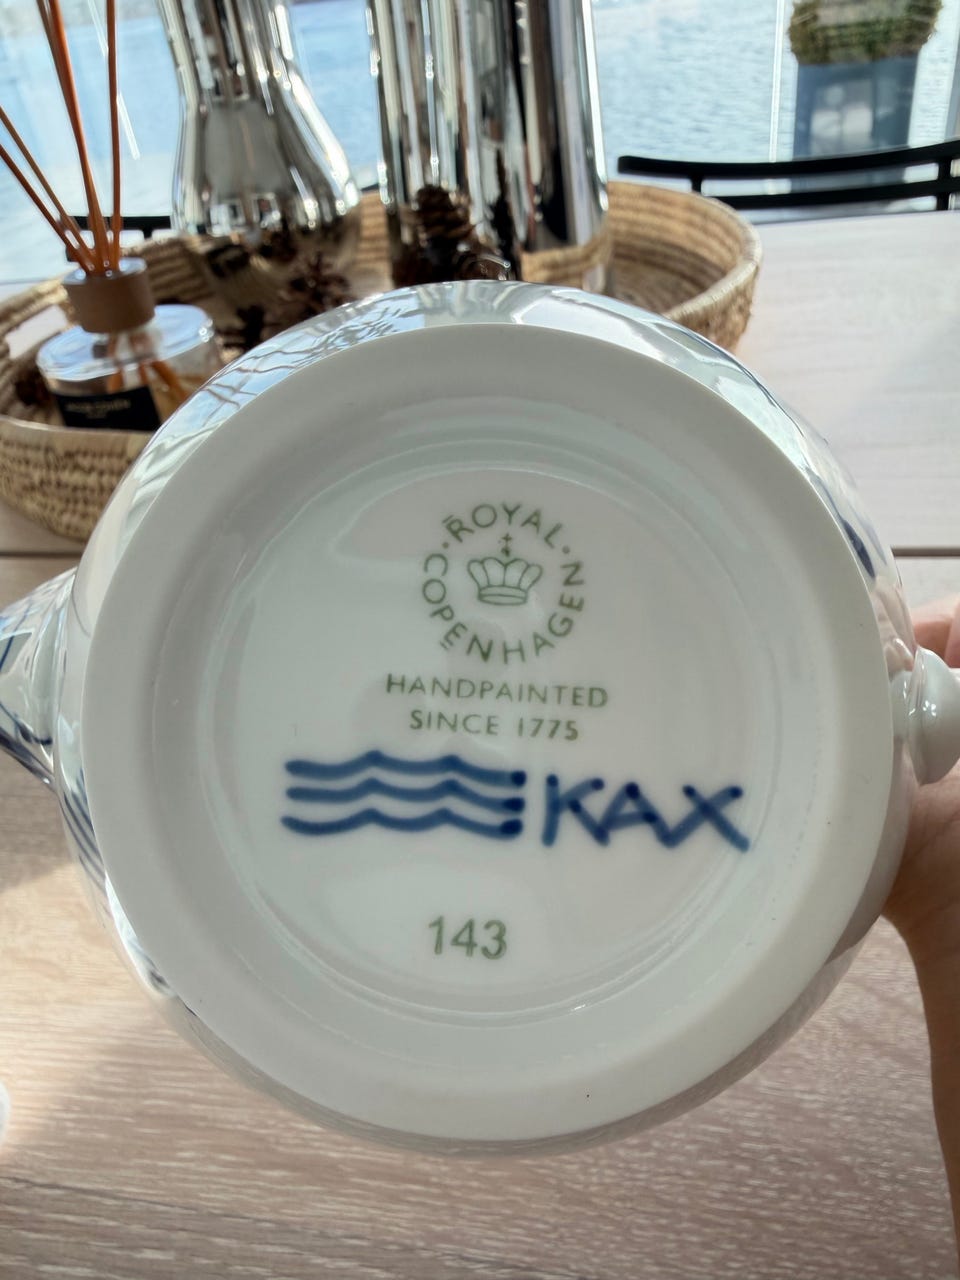 ROYAL
COPENHAGEN
HANDPAINTED
SINCE 1775
KAX
143